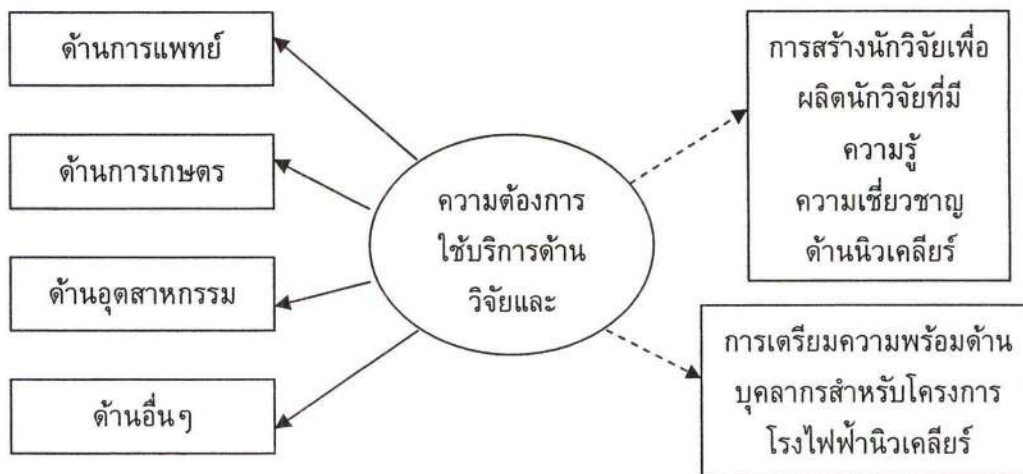 ด้านการแพทย์
ด้านการเกษตร
ด้านอุตสาหกรรม
ด้านอื่นๆ
ความต้องการ
ใช้บริการด้าน
วิจัยและ
การสร้างนักวิจัยเพื่อ
ผลิตนักวิจัยที่มี
ความรู้
ความเชี่ยวชาญ
ด้านนิวเคลียร์
การเตรียมความพร้อมด้าน
บุคลากรสำหรับโครงการ
โรงไฟฟ้านิวเคลียร์